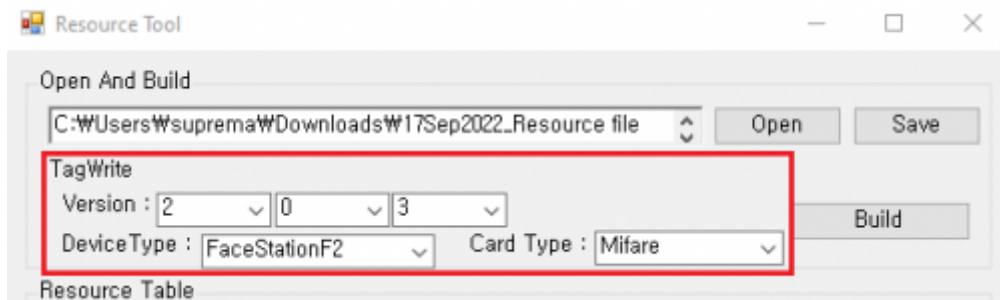 Resource Tool
Open And Build
C:₩Users₩suprema₩Downloads₩17Sep2022_Resource file
Open
Save
TagWrite
Version : 2 0 3
Build
DeviceType : FaceStationF2 Card Type : Mifare
Resource Table